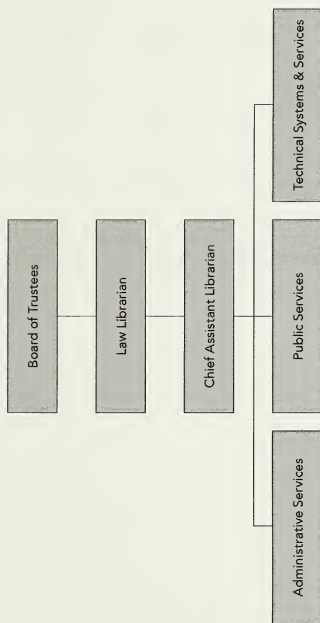 Board of Trustees
Law Librarian
Chief Assistant Librarian
Administrative Services
Public Services
Technical Systems & Services